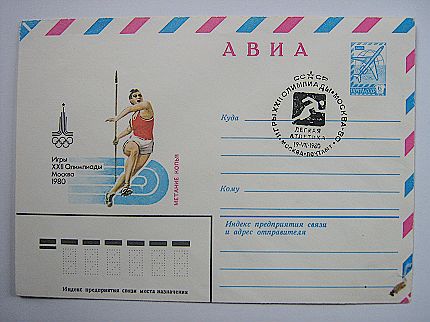 АВИА
Игры
XXII Олимпиады
Москва
1980
МЕТАНИЕ КОПЬЯ
СССР
ИГРЫ XXII ОЛИМПИАДЫ • МОСКВА-80
ЛЕГКАЯ
АТЛЕТИКА
МОСКВА-ПОЧТАМТ
Куда
Кому
Индекс предприятия связи
и адрес отправителя
Индекс предприятия связи места назначения